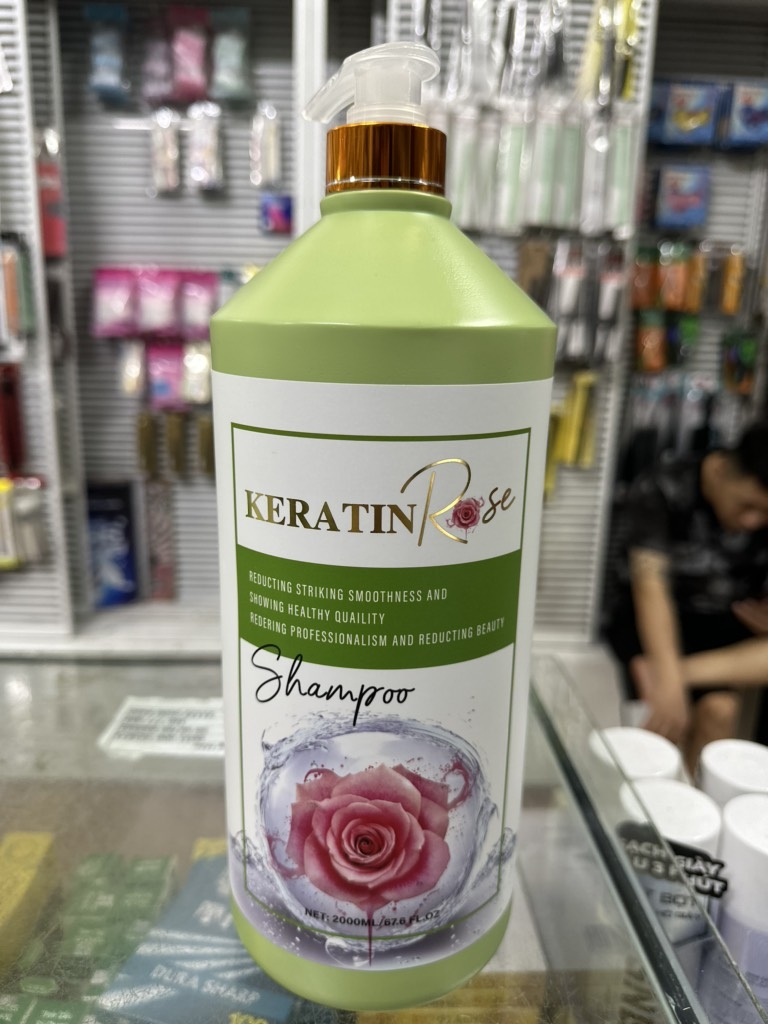 KERATIN Rose
REDUCTING STRIKING SMOOTHNESS AND
SHOWING HEALTHY QUAILITY
REDERING PROFESSIONALISM AND REDUCTING BEAUTY
Shampoo
NET: 2000ML/67.6 FL.OZ
DURA SHARP